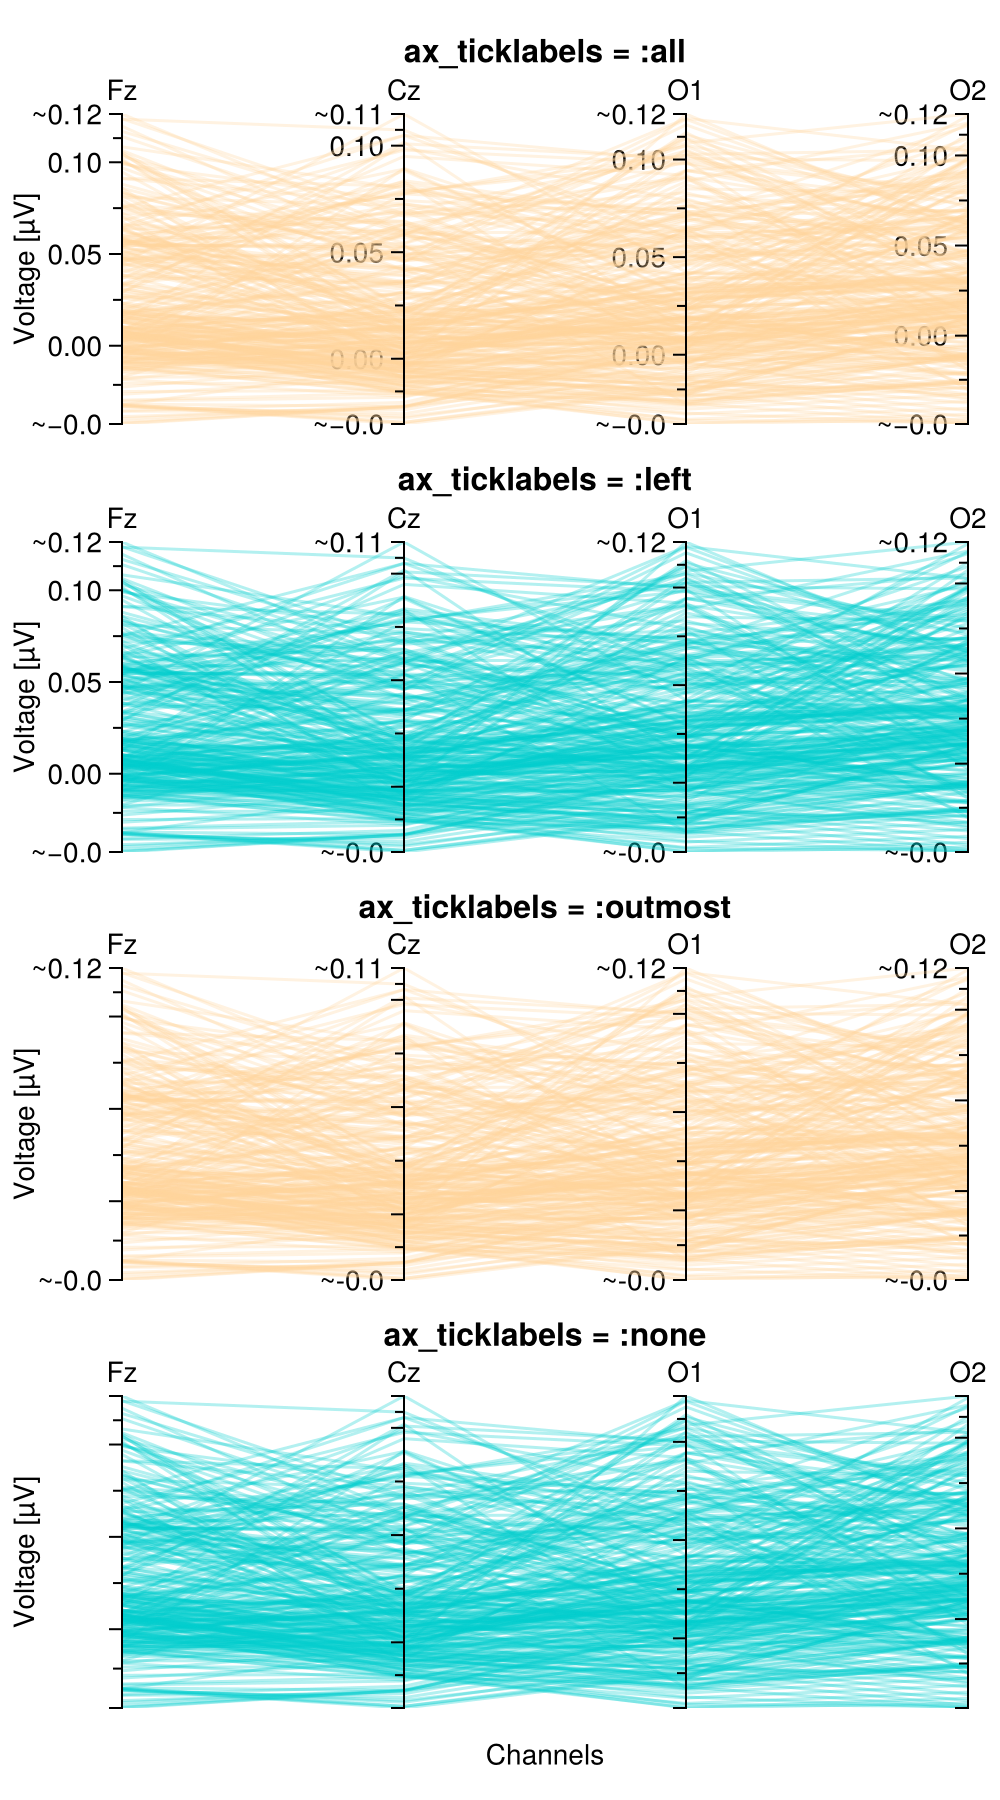 ax_ticklabels = :all
Fz Cz O1 O2
~0.12 ~0.11 ~0.12 ~0.12
0.10 0.10 0.10 0.10
0.05 0.05 0.05 0.05
0.00 0.00 0.00 0.00
~−0.0 ~−0.0 ~−0.0 ~−0.0
Voltage [µV]
ax_ticklabels = :left
Fz Cz O1 O2
~0.12 ~0.11 ~0.12 ~0.12
0.10
0.05
0.00
~−0.0 ~-0.0 ~-0.0 ~-0.0
Voltage [µV]
ax_ticklabels = :outmost
Fz Cz O1 O2
~0.12 ~0.11 ~0.12 ~0.12
~-0.0 ~-0.0 ~-0.0 ~-0.0
Voltage [µV]
ax_ticklabels = :none
Fz Cz O1 O2
Voltage [µV]
Channels